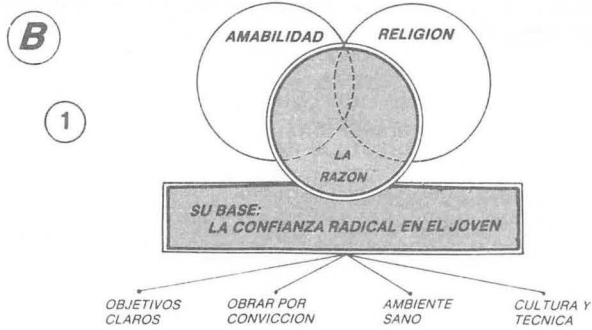 B
AMABILIDAD
RELIGION
1
LA
RAZON
SU BASE:
LA CONFIANZA RADICAL EN EL JOVEN
OBJETIVOS
CLAROS
OBRAR POR
CONVICCION
AMBIENTE
SANO
CULTURA Y
TECNICA